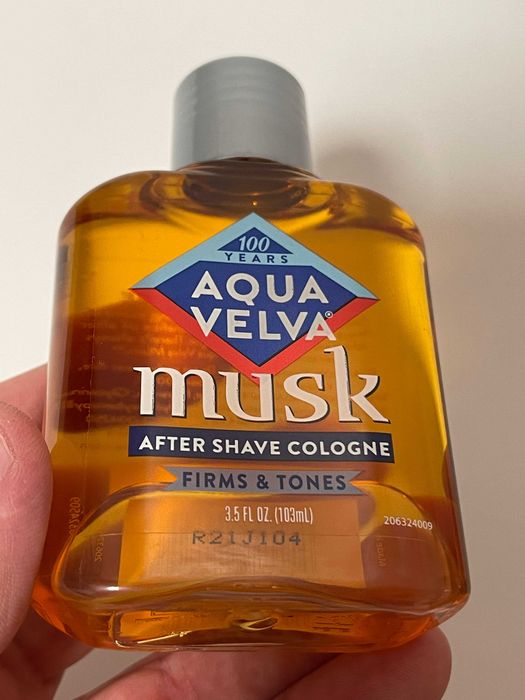 100
YEARS
AQUA
VELVA®
musk
AFTER SHAVE COLOGNE
FIRMS & TONES
3.5 FL OZ. (103mL)
R21J104
206324009